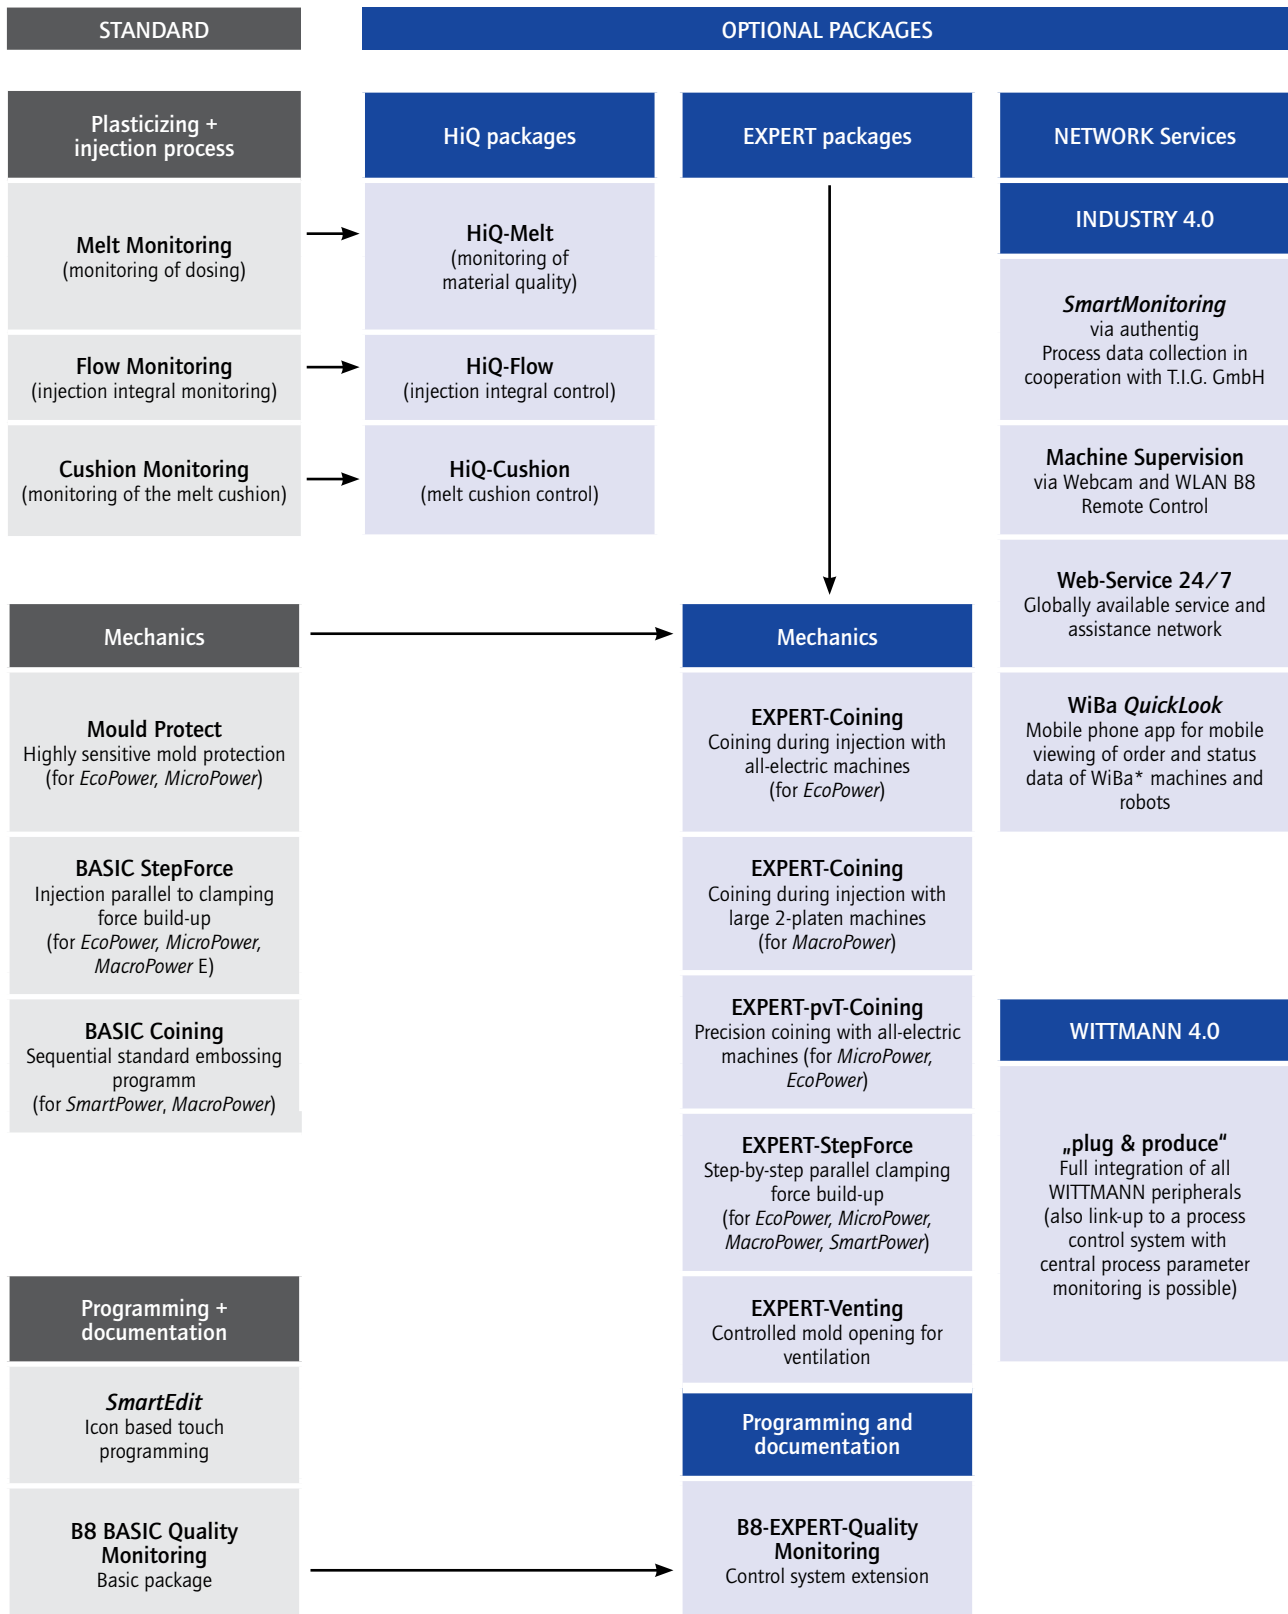 STANDARD
OPTIONAL PACKAGES
Plasticizing +
injection process
Melt Monitoring
(monitoring of dosing)
Flow Monitoring
(injection integral monitoring)
Cushion Monitoring
(monitoring of the melt cushion)
HiQ packages
HiQ-Melt
(monitoring of
material quality)
HiQ-Flow
(injection integral control)
HiQ-Cushion
(melt cushion control)
EXPERT packages
NETWORK Services
INDUSTRY 4.0
SmartMonitoring
via authentig
Process data collection in
cooperation with T.I.G. GmbH
Machine Supervision
via Webcam and WLAN B8
Remote Control
Web-Service 24/7
Globally available service and
assistance network
WiBa QuickLook
Mobile phone app for mobile
viewing of order and status
data of WiBa* machines and
robots
Mechanics
Mould Protect
Highly sensitive mold protection
(for EcoPower, MicroPower)
BASIC StepForce
Injection parallel to clamping
force build-up
(for EcoPower, MicroPower,
MacroPower E)
BASIC Coining
Sequential standard embossing
programm
(for SmartPower, MacroPower)
Mechanics
EXPERT-Coining
Coining during injection with
all-electric machines
(for EcoPower)
EXPERT-Coining
Coining during injection with
large 2-platen machines
(for MacroPower)
EXPERT-pvT-Coining
Precision coining with all-electric
machines (for MicroPower,
EcoPower)
EXPERT-StepForce
Step-by-step parallel clamping
force build-up
(for EcoPower, MicroPower,
MacroPower, SmartPower)
EXPERT-Venting
Controlled mold opening for
ventilation
WITTMANN 4.0
„plug & produce“
Full integration of all
WITTMANN peripherals
(also link-up to a process
control system with
central process parameter
monitoring is possible)
Programming +
documentation
SmartEdit
Icon based touch
programming
B8 BASIC Quality
Monitoring
Basic package
Programming and
documentation
B8-EXPERT-Quality
Monitoring
Control system extension